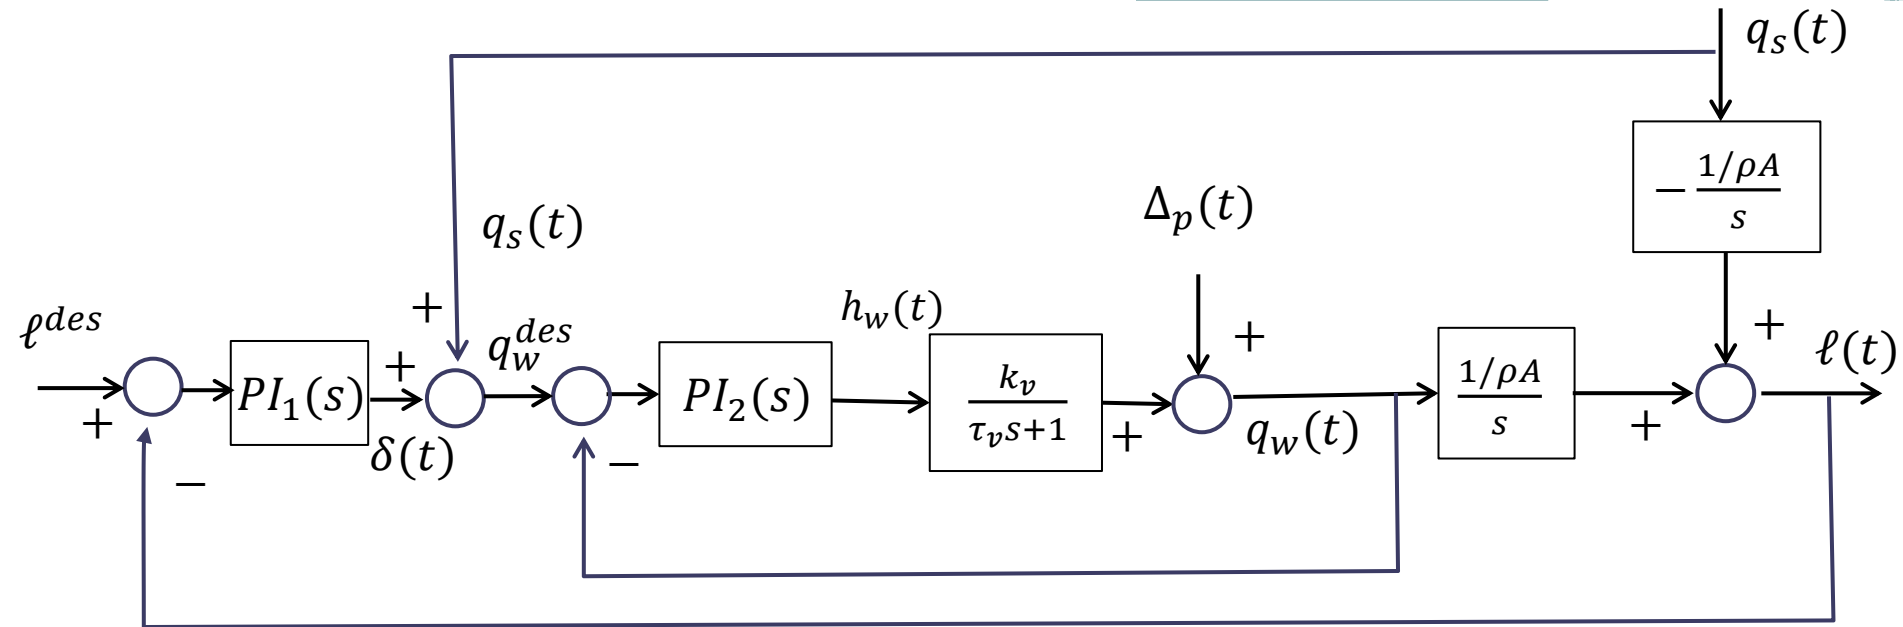 q_s(t)
− (1/ρA)/s
Δ_p(t)
q_s(t)
h_w(t)
ℓ^{des}
+
q_w^{des}
+
+
ℓ(t)
+
PI_1(s)
+
PI_2(s)
k_v/(τ_v s+1)
(1/ρA)/s
+
δ(t)
+
q_w(t)
+
−
−